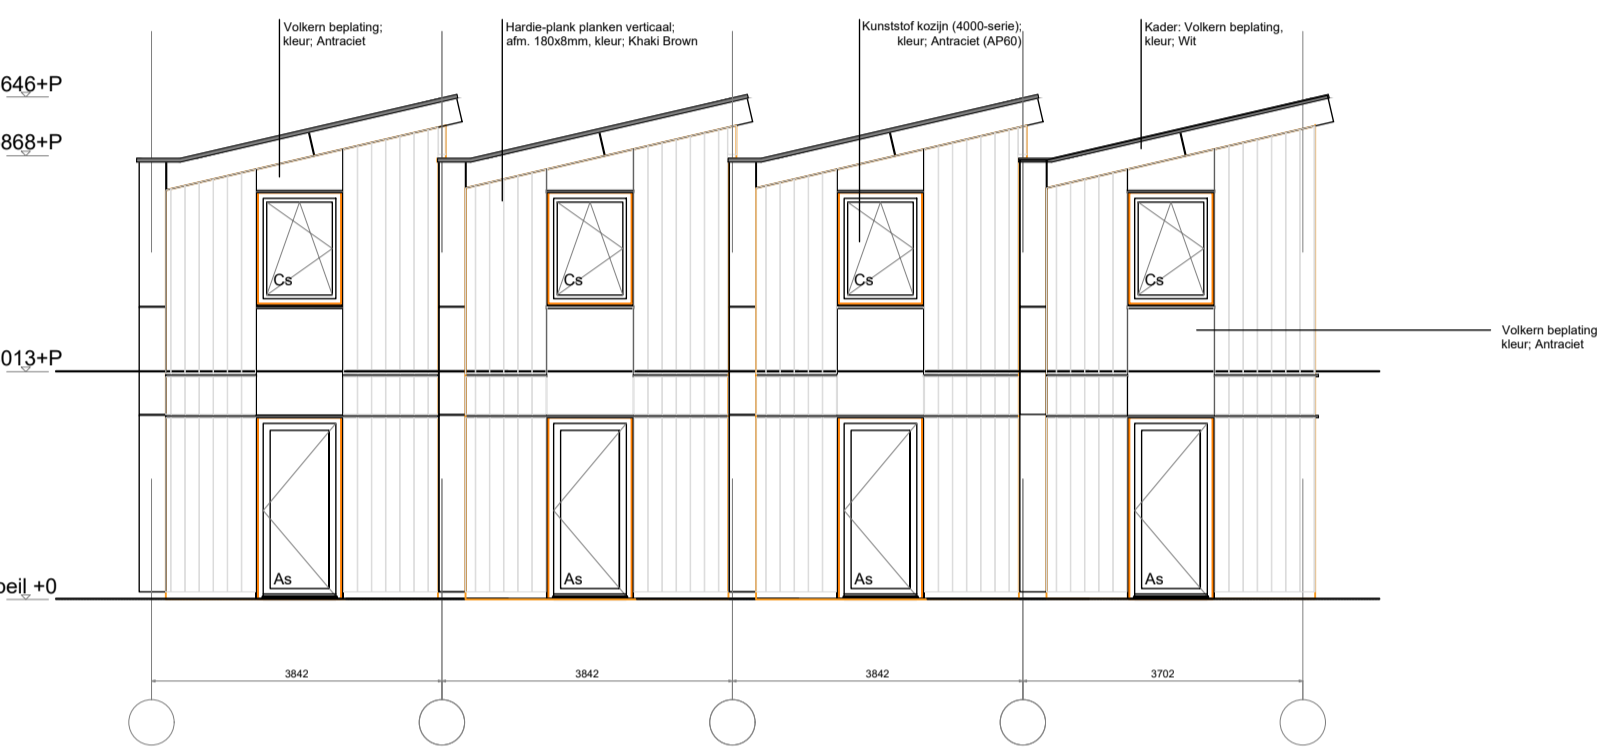 Volkern beplating;
kleur; Antraciet
Hardie-plank planken verticaal;
afm. 180x8mm, kleur; Khaki Brown
Kunststof kozijn (4000-serie);
kleur; Antraciet (AP60)
Kader: Volkern beplating,
kleur; Wit
646+P
868+P
Cs
Cs
Cs
Cs
Volkern beplating
kleur; Antraciet
013+P
As
As
As
As
peil +0
3842
3842
3842
3702